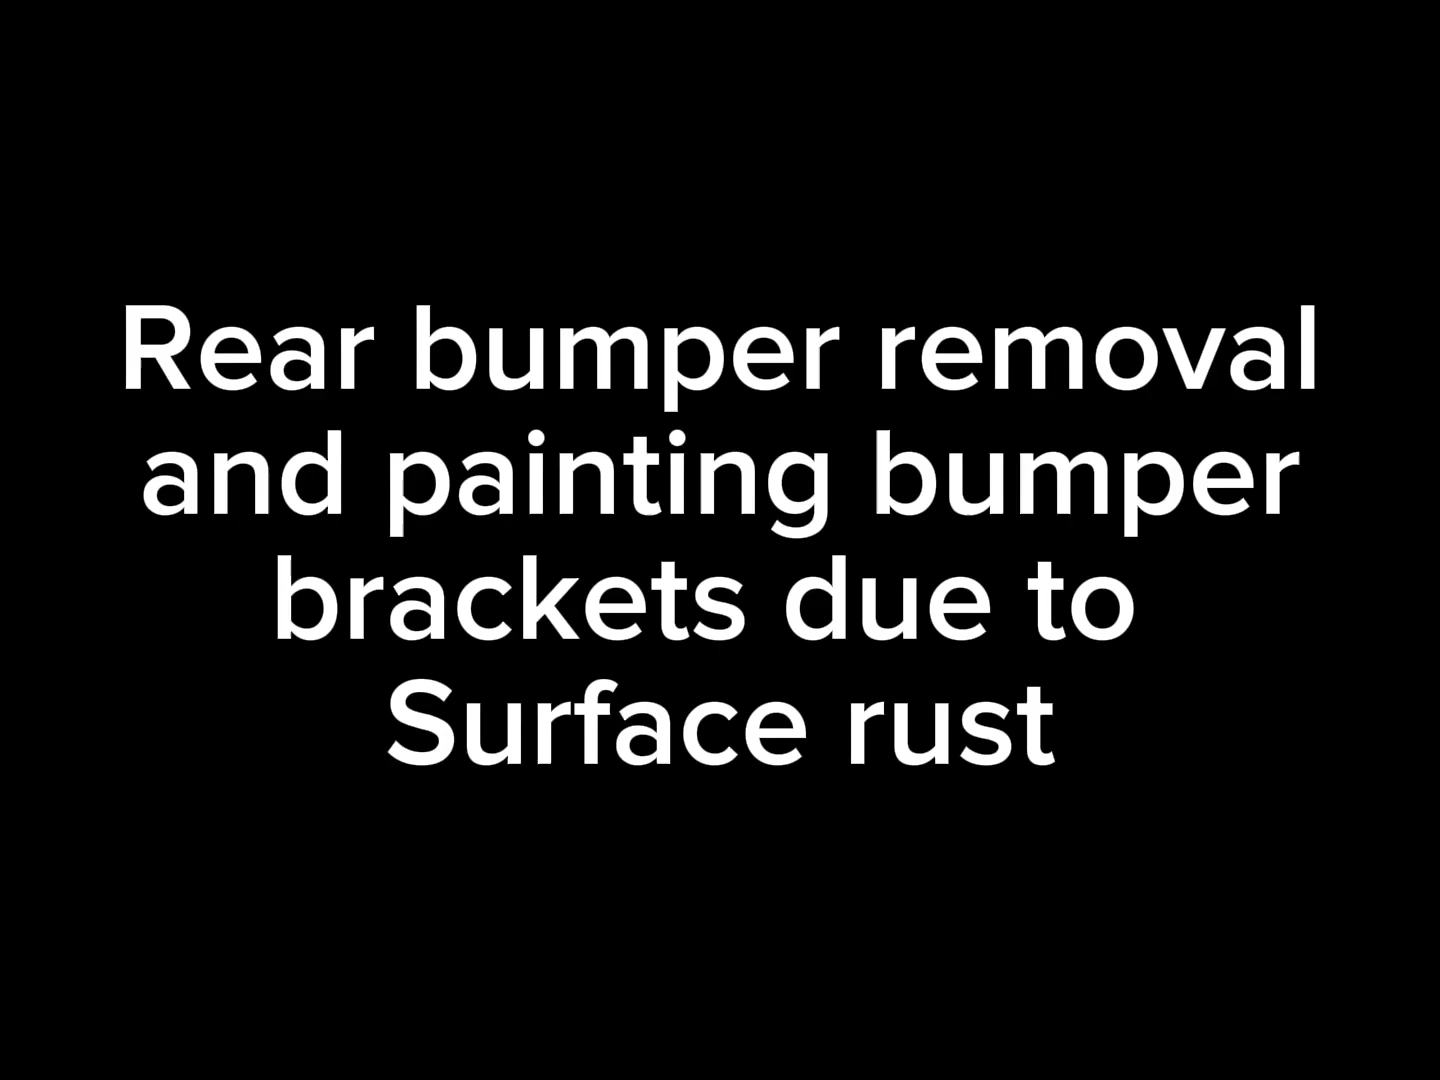 Rear bumper removal
and painting bumper
brackets due to
Surface rust